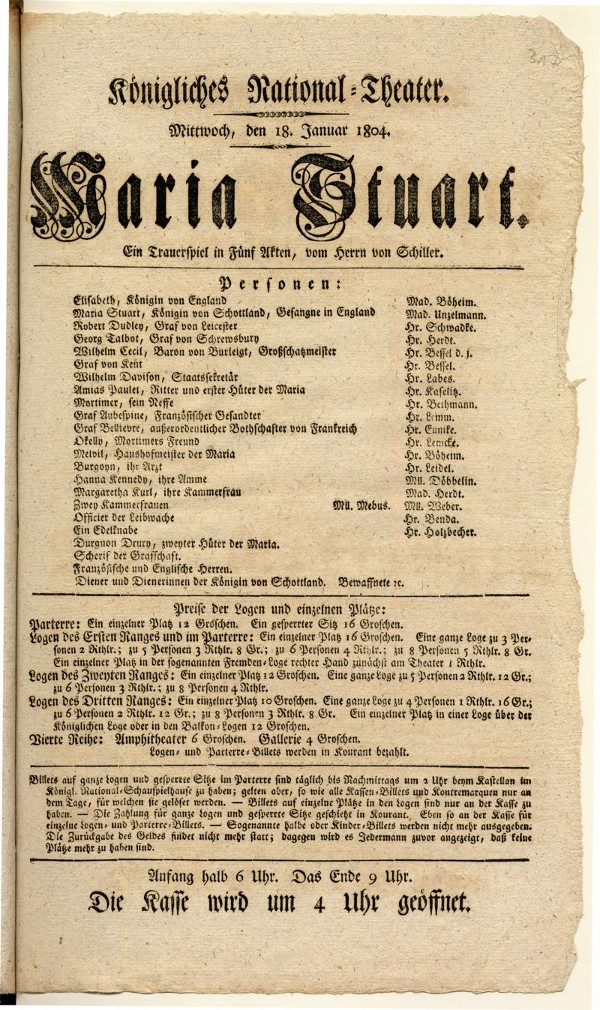 317
Königliches National-Theater.
Mittwoch, den 18. Januar 1804.
Maria Stuart.
Ein Trauerspiel in Fünf Akten, vom Herrn von Schiller.
Personen:
Elisabeth, Königin von England Mad. Böheim.
Maria Stuart, Königin von Schottland, Gefangne in England Mad. Unzelmann.
Robert Dudley, Graf von Leicester Hr. Schwadke.
Georg Talbot, Graf von Schrewsbury Hr. Herdt.
Wilhelm Cecil, Baron von Burleigt, Großschatzmeister Hr. Bessel d. j.
Graf von Kent Hr. Bessel.
Wilhelm Davison, Staatssekretär Hr. Labes.
Amias Paulet, Ritter und erster Hüter der Maria Hr. Kaselitz.
Mortimer, sein Neffe Hr. Bethmann.
Graf Aubespine, Französischer Gesandter Hr. Lemm.
Graf Bellievre, außerordentlicher Bothschafter von Frankreich Hr. Eunike.
Okelly, Mortimers Freund Hr. Lemcke.
Melvil, Haushofmeister der Maria Hr. Böheim.
Burgoyn, ihr Arzt Hr. Leidel.
Hanna Kennedy, ihre Amme Mll. Döbbelin.
Margaretha Kurl, ihre Kammerfrau Mad. Herdt.
Zwey Kammerfrauen Mll. Mebus. Mll. Weber.
Officier der Leibwache Hr. Benda.
Ein Edelknabe Hr. Holzbecher.
Durgnon Drury, zweyter Hüter der Maria.
Scherif der Grafschaft.
Französische und Englische Herren.
Diener und Dienerinnen der Königin von Schottland. Bewaffnete ꝛc.
Preise der Logen und einzelnen Plätze:
Parterre: Ein einzelner Platz 12 Groschen. Ein gesperrter Sitz 16 Groschen.
Logen des Ersten Ranges und im Parterre: Ein einzelner Platz 16 Groschen. Eine ganze Loge zu 3 Per-
sonen 2 Rthlr.; zu 5 Personen 3 Rthlr. 8 Gr.; zu 6 Personen 4 Rthlr.; zu 8 Personen 5 Rthlr. 8 Gr.
Ein einzelner Platz in der sogenannten Fremden-Loge rechter Hand zunächst am Theater 1 Rthlr.
Logen des Zweyten Ranges: Ein einzelner Platz 12 Groschen. Eine ganze Loge zu 5 Personen 2 Rthlr. 12 Gr.;
zu 6 Personen 3 Rthlr.; zu 8 Personen 4 Rthlr.
Logen des Dritten Ranges: Ein einzelner Platz 10 Groschen. Eine ganze Loge zu 4 Personen 1 Rthlr. 16 Gr.;
zu 6 Personen 2 Rthlr. 12 Gr.; zu 8 Personen 3 Rthlr. 8 Gr. Ein einzelner Platz in einer Loge über der
Königlichen Loge oder in den Balkon-Logen 12 Groschen.
Vierte Reihe: Amphitheater 6 Groschen. Gallerie 4 Groschen.
Logen- und Parterre-Billets werden in Kourant bezahlt.
Billets auf ganze Logen und gesperrte Sitze im Parterre sind täglich bis Nachmittags um 2 Uhr beym Kastellan im
Königl. National-Schauspielhause zu haben; gelten aber, so wie alle Kassen-Billets und Kontremarquen nur an
dem Tage, für welchen sie gelöset werden. — Billets auf einzelne Plätze in den Logen sind nur an der Kasse zu
haben. — Die Zahlung für ganze Logen und gesperrte Sitze geschieht in Kourant. Eben so an der Kasse für
einzelne Logen- und Parterre-Billets. — Sogenannte halbe oder Kinder-Billets werden nicht mehr ausgegeben.
Die Zurückgabe des Geldes findet nicht mehr statt; dagegen wird es Jedermann zuvor angezeigt, daß keine
Plätze mehr zu haben sind.
Anfang halb 6 Uhr. Das Ende 9 Uhr.
Die Kasse wird um 4 Uhr geöffnet.